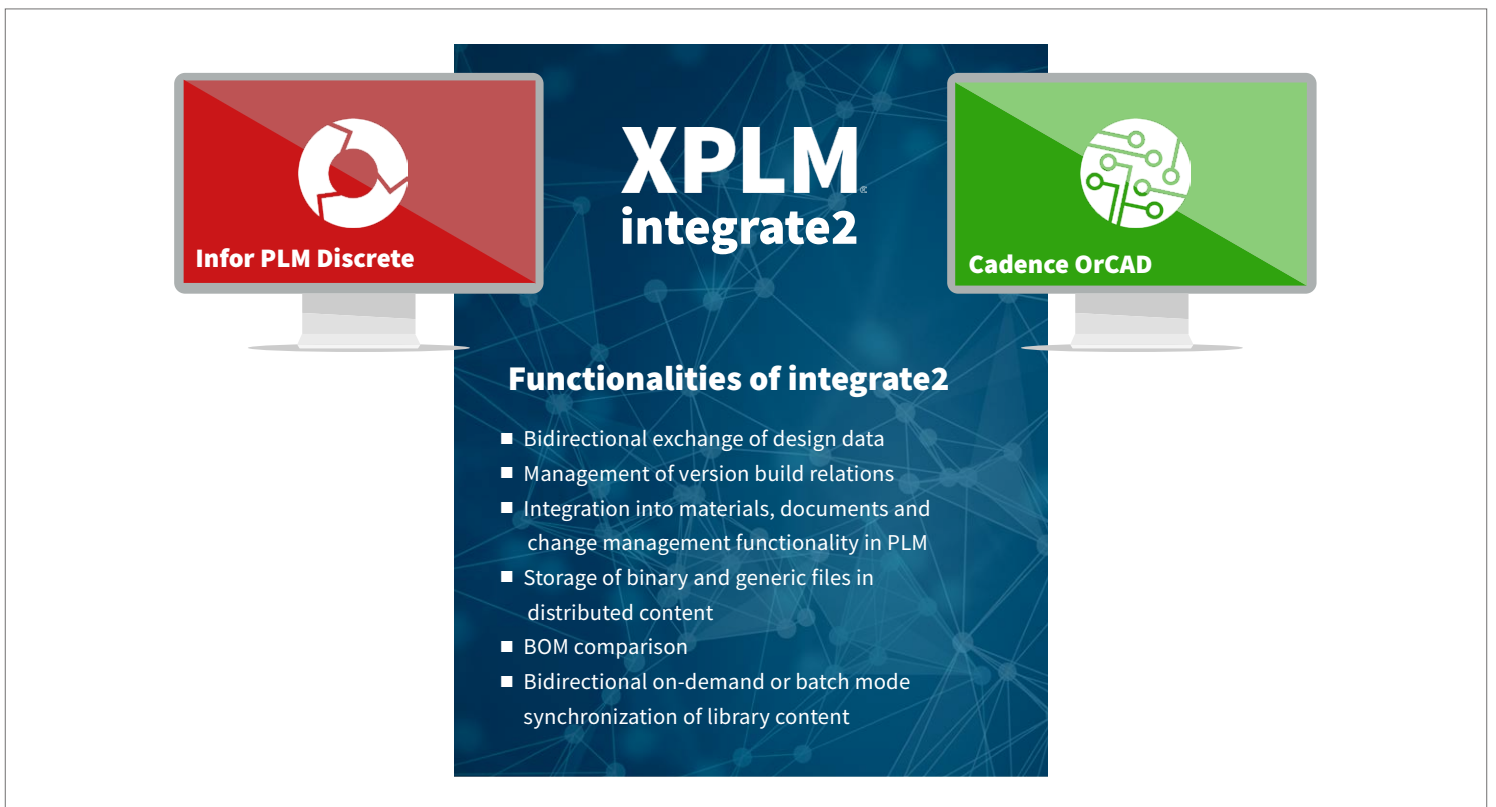 XPLM
integrate2
Infor PLM Discrete
Cadence OrCAD
Functionalities of integrate2
■ Bidirectional exchange of design data
■ Management of version build relations
■ Integration into materials, documents and
change management functionality in PLM
■ Storage of binary and generic files in
distributed content
■ BOM comparison
■ Bidirectional on-demand or batch mode
synchronization of library content